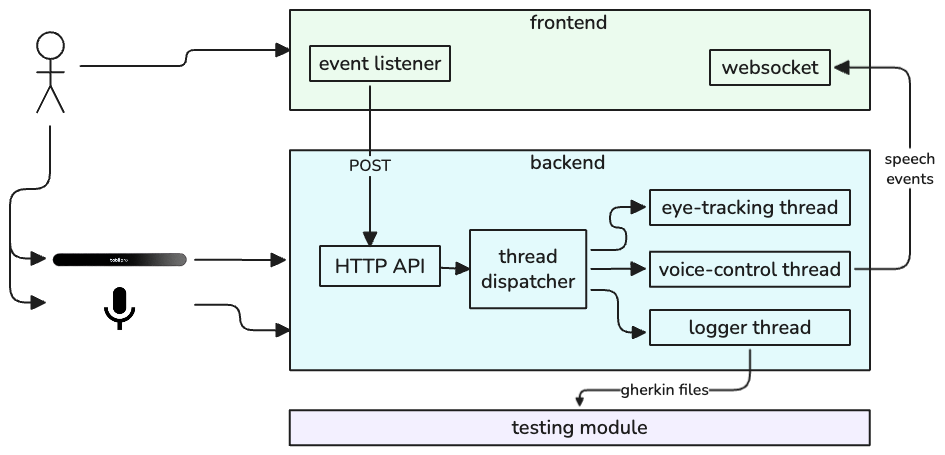 frontend
event listener
websocket
POST
backend
speech
events
eye-tracking thread
HTTP API
thread
dispatcher
voice-control thread
logger thread
gherkin files
testing module